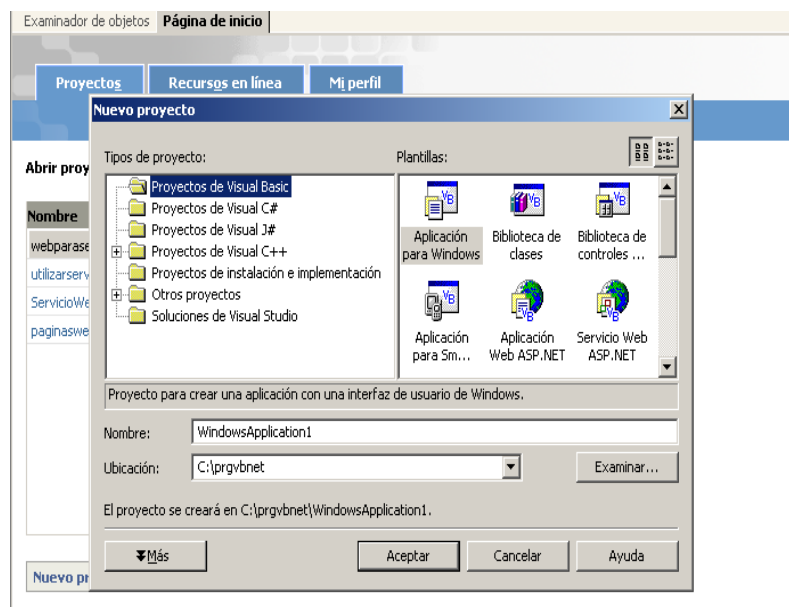 Examinador de objetos Página de inicio
Proyectos Recursos en línea Mi perfil
Nuevo proyecto
Abrir proy
Nombre
webparase
utilizarserv
ServicioWe
paginaswe
Nuevo pr
Tipos de proyecto:
Proyectos de Visual Basic
Proyectos de Visual C#
Proyectos de Visual J#
Proyectos de Visual C++
Proyectos de instalación e implementación
Otros proyectos
Soluciones de Visual Studio
Plantillas:
Aplicación para Windows
Biblioteca de clases
Biblioteca de controles ...
Aplicación para Sm...
Aplicación Web ASP.NET
Servicio Web ASP.NET
Proyecto para crear una aplicación con una interfaz de usuario de Windows.
Nombre: WindowsApplication1
Ubicación: C:\prgvbnet Examinar...
El proyecto se creará en C:\prgvbnet\WindowsApplication1.
Más Aceptar Cancelar Ayuda